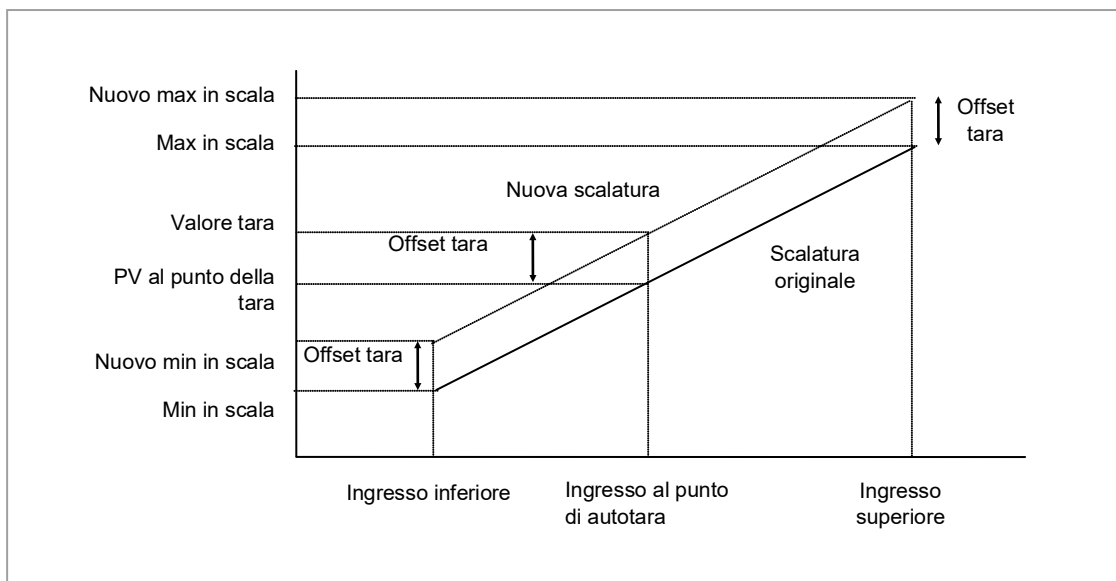 Nuovo max in scala
Offset
tara
Max in scala
Nuova scalatura
Valore tara
Offset tara
Scalatura
originale
PV al punto della
tara
Offset tara
Nuovo min in scala
Min in scala
Ingresso inferiore
Ingresso al punto
di autotara
Ingresso
superiore